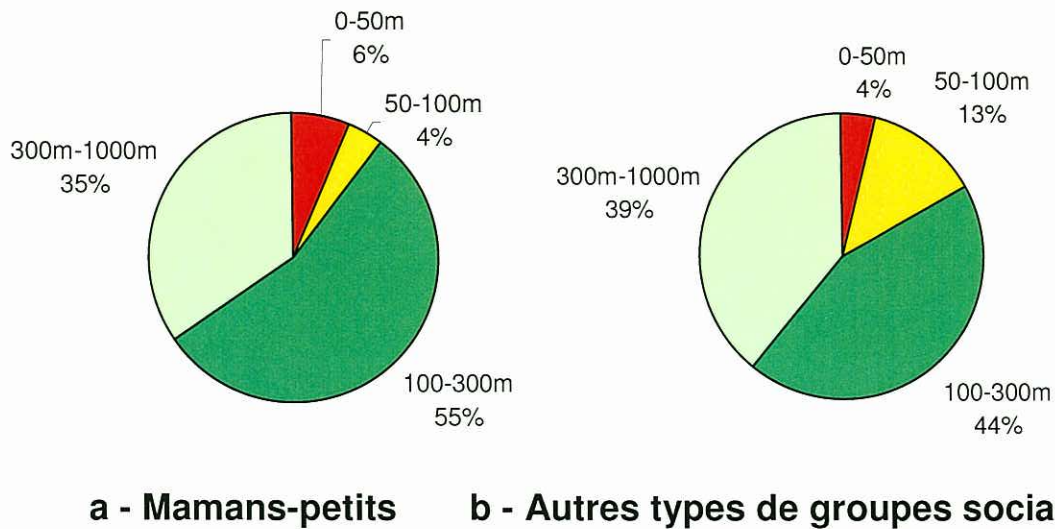 0-50m
6%
50-100m
4%
300m-1000m
35%
100-300m
55%
a - Mamans-petits
0-50m
4%
50-100m
13%
300m-1000m
39%
100-300m
44%
b - Autres types de groupes socia